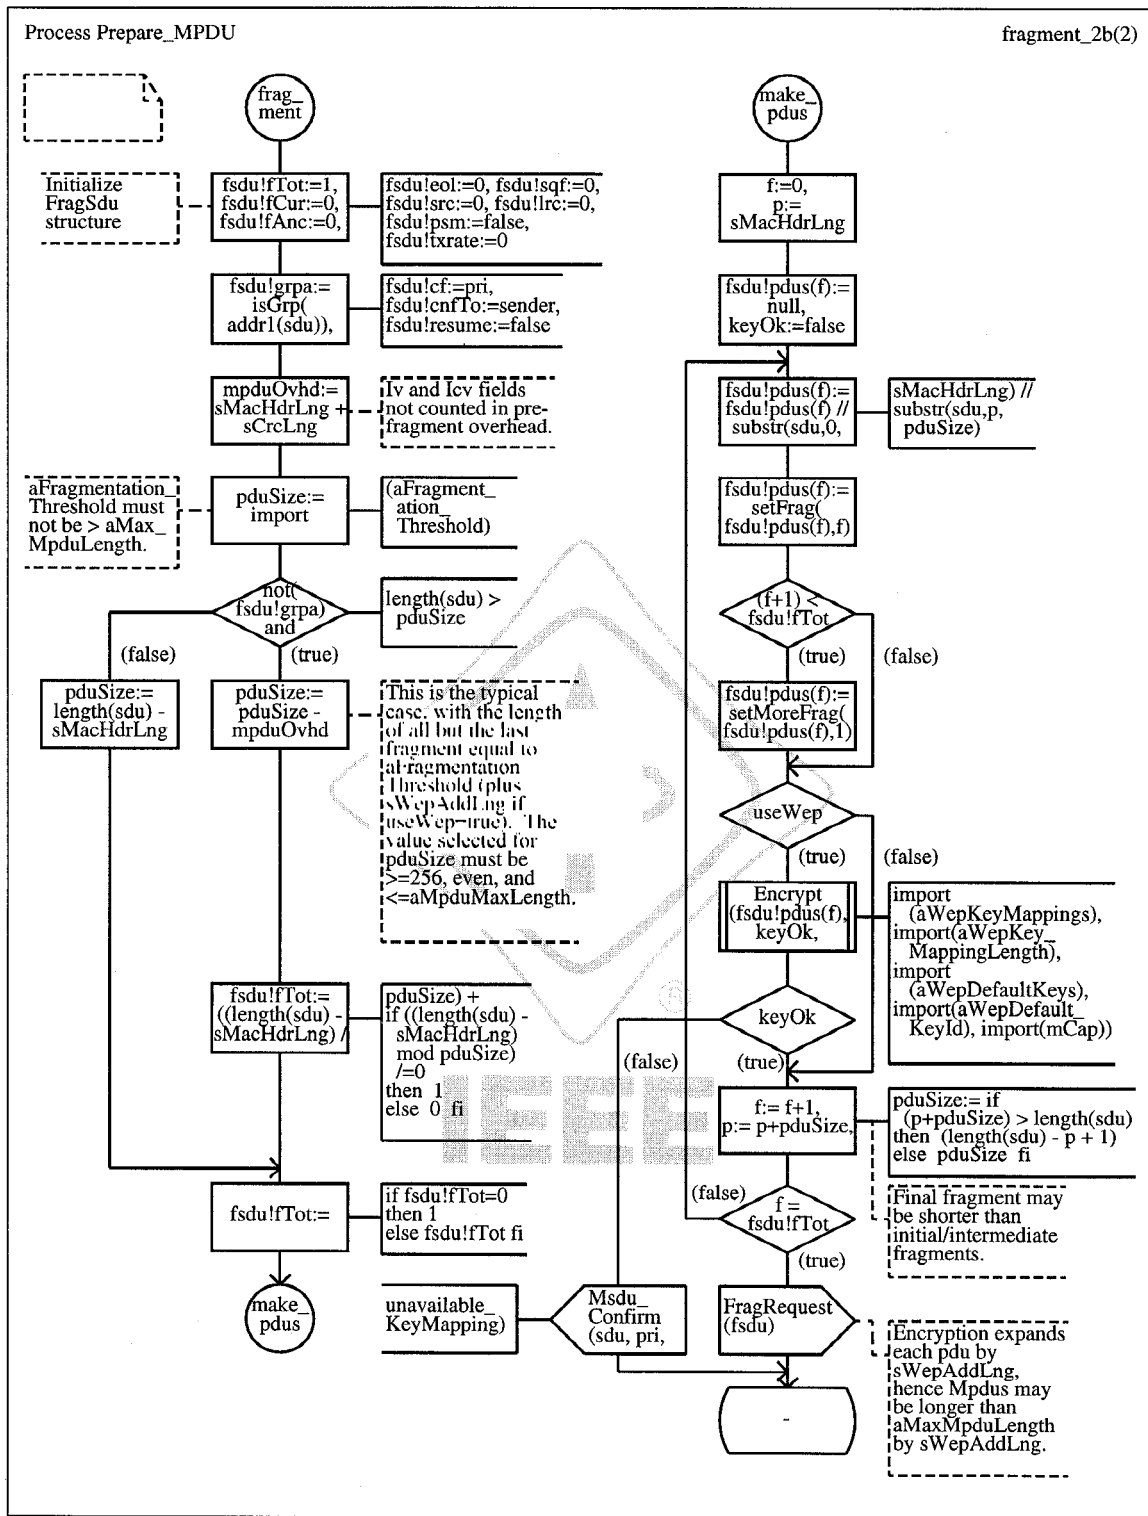 Process Prepare_MPDU
fragment_2b(2)
frag_
ment
Initialize
FragSdu
structure
fsdu!fTot:=1,
fsdu!fCur:=0,
fsdu!fAnc:=0,
fsdu!eol:=0, fsdu!sqf:=0,
fsdu!src:=0, fsdu!lrc:=0,
fsdu!psm:=false,
fsdu!txrate:=0
fsdu!grpa:=
isGrp(
addr1(sdu)),
fsdu!cf:=pri,
fsdu!cnfTo:=sender,
fsdu!resume:=false
mpduOvhd:=
sMacHdrLng +
sCrcLng
Iv and Icv fields
not counted in pre-
fragment overhead.
aFragmentation_
Threshold must
not be > aMax_
MpduLength.
pduSize:=
import
(aFragment_
ation_
Threshold)
not(
fsdu!grpa)
and
length(sdu) >
pduSize
(false)
(true)
pduSize:=
length(sdu) -
sMacHdrLng
pduSize:=
pduSize -
mpduOvhd
This is the typical
case, with the length
of all but the last
fragment equal to
aFragmentation
Threshold (plus
sWepAddLng if
useWep=true). The
value selected for
pduSize must be
>=256, even, and
<=aMpduMaxLength.
fsdu!fTot:=
((length(sdu) -
sMacHdrLng) /
pduSize) +
if ((length(sdu) -
sMacHdrLng)
mod pduSize)
/=0
then 1
else 0 fi
fsdu!fTot:=
if fsdu!fTot=0
then 1
else fsdu!fTot fi
make_
pdus
make_
pdus
f:=0,
p:=
sMacHdrLng
fsdu!pdus(f):=
null,
keyOk:=false
fsdu!pdus(f):=
fsdu!pdus(f) //
substr(sdu,0,
sMacHdrLng) //
substr(sdu,p,
pduSize)
fsdu!pdus(f):=
setFrag(
fsdu!pdus(f),f)
(f+1) <
fsdu!fTot
(true)
(false)
fsdu!pdus(f):=
setMoreFrag(
fsdu!pdus(f),1)
useWep
(true)
(false)
Encrypt
(fsdu!pdus(f),
keyOk,
import
(aWepKeyMappings),
import(aWepKey_
MappingLength),
import
(aWepDefaultKeys),
import(aWepDefault_
KeyId), import(mCap))
keyOk
(false)
(true)
f:= f+1,
p:= p+pduSize,
pduSize:= if
(p+pduSize) > length(sdu)
then (length(sdu) - p + 1)
else pduSize fi
Final fragment may
be shorter than
initial/intermediate
fragments.
(false)
f =
fsdu!fTot
(true)
unavailable_
KeyMapping)
Msdu_
Confirm
(sdu, pri,
FragRequest
(fsdu)
Encryption expands
each pdu by
sWepAddLng,
hence Mpdus may
be longer than
aMaxMpduLength
by sWepAddLng.
-
IEEE
®